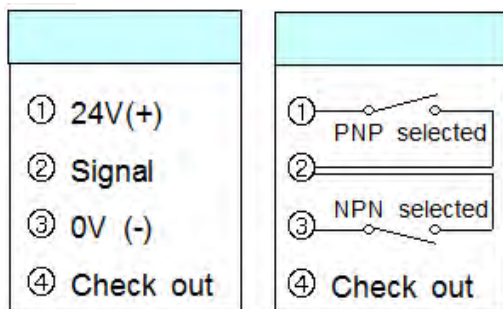 ① 24V(+)
② Signal
③ 0V (-)
④ Check out
①
PNP selected
②
NPN selected
③
④ Check out